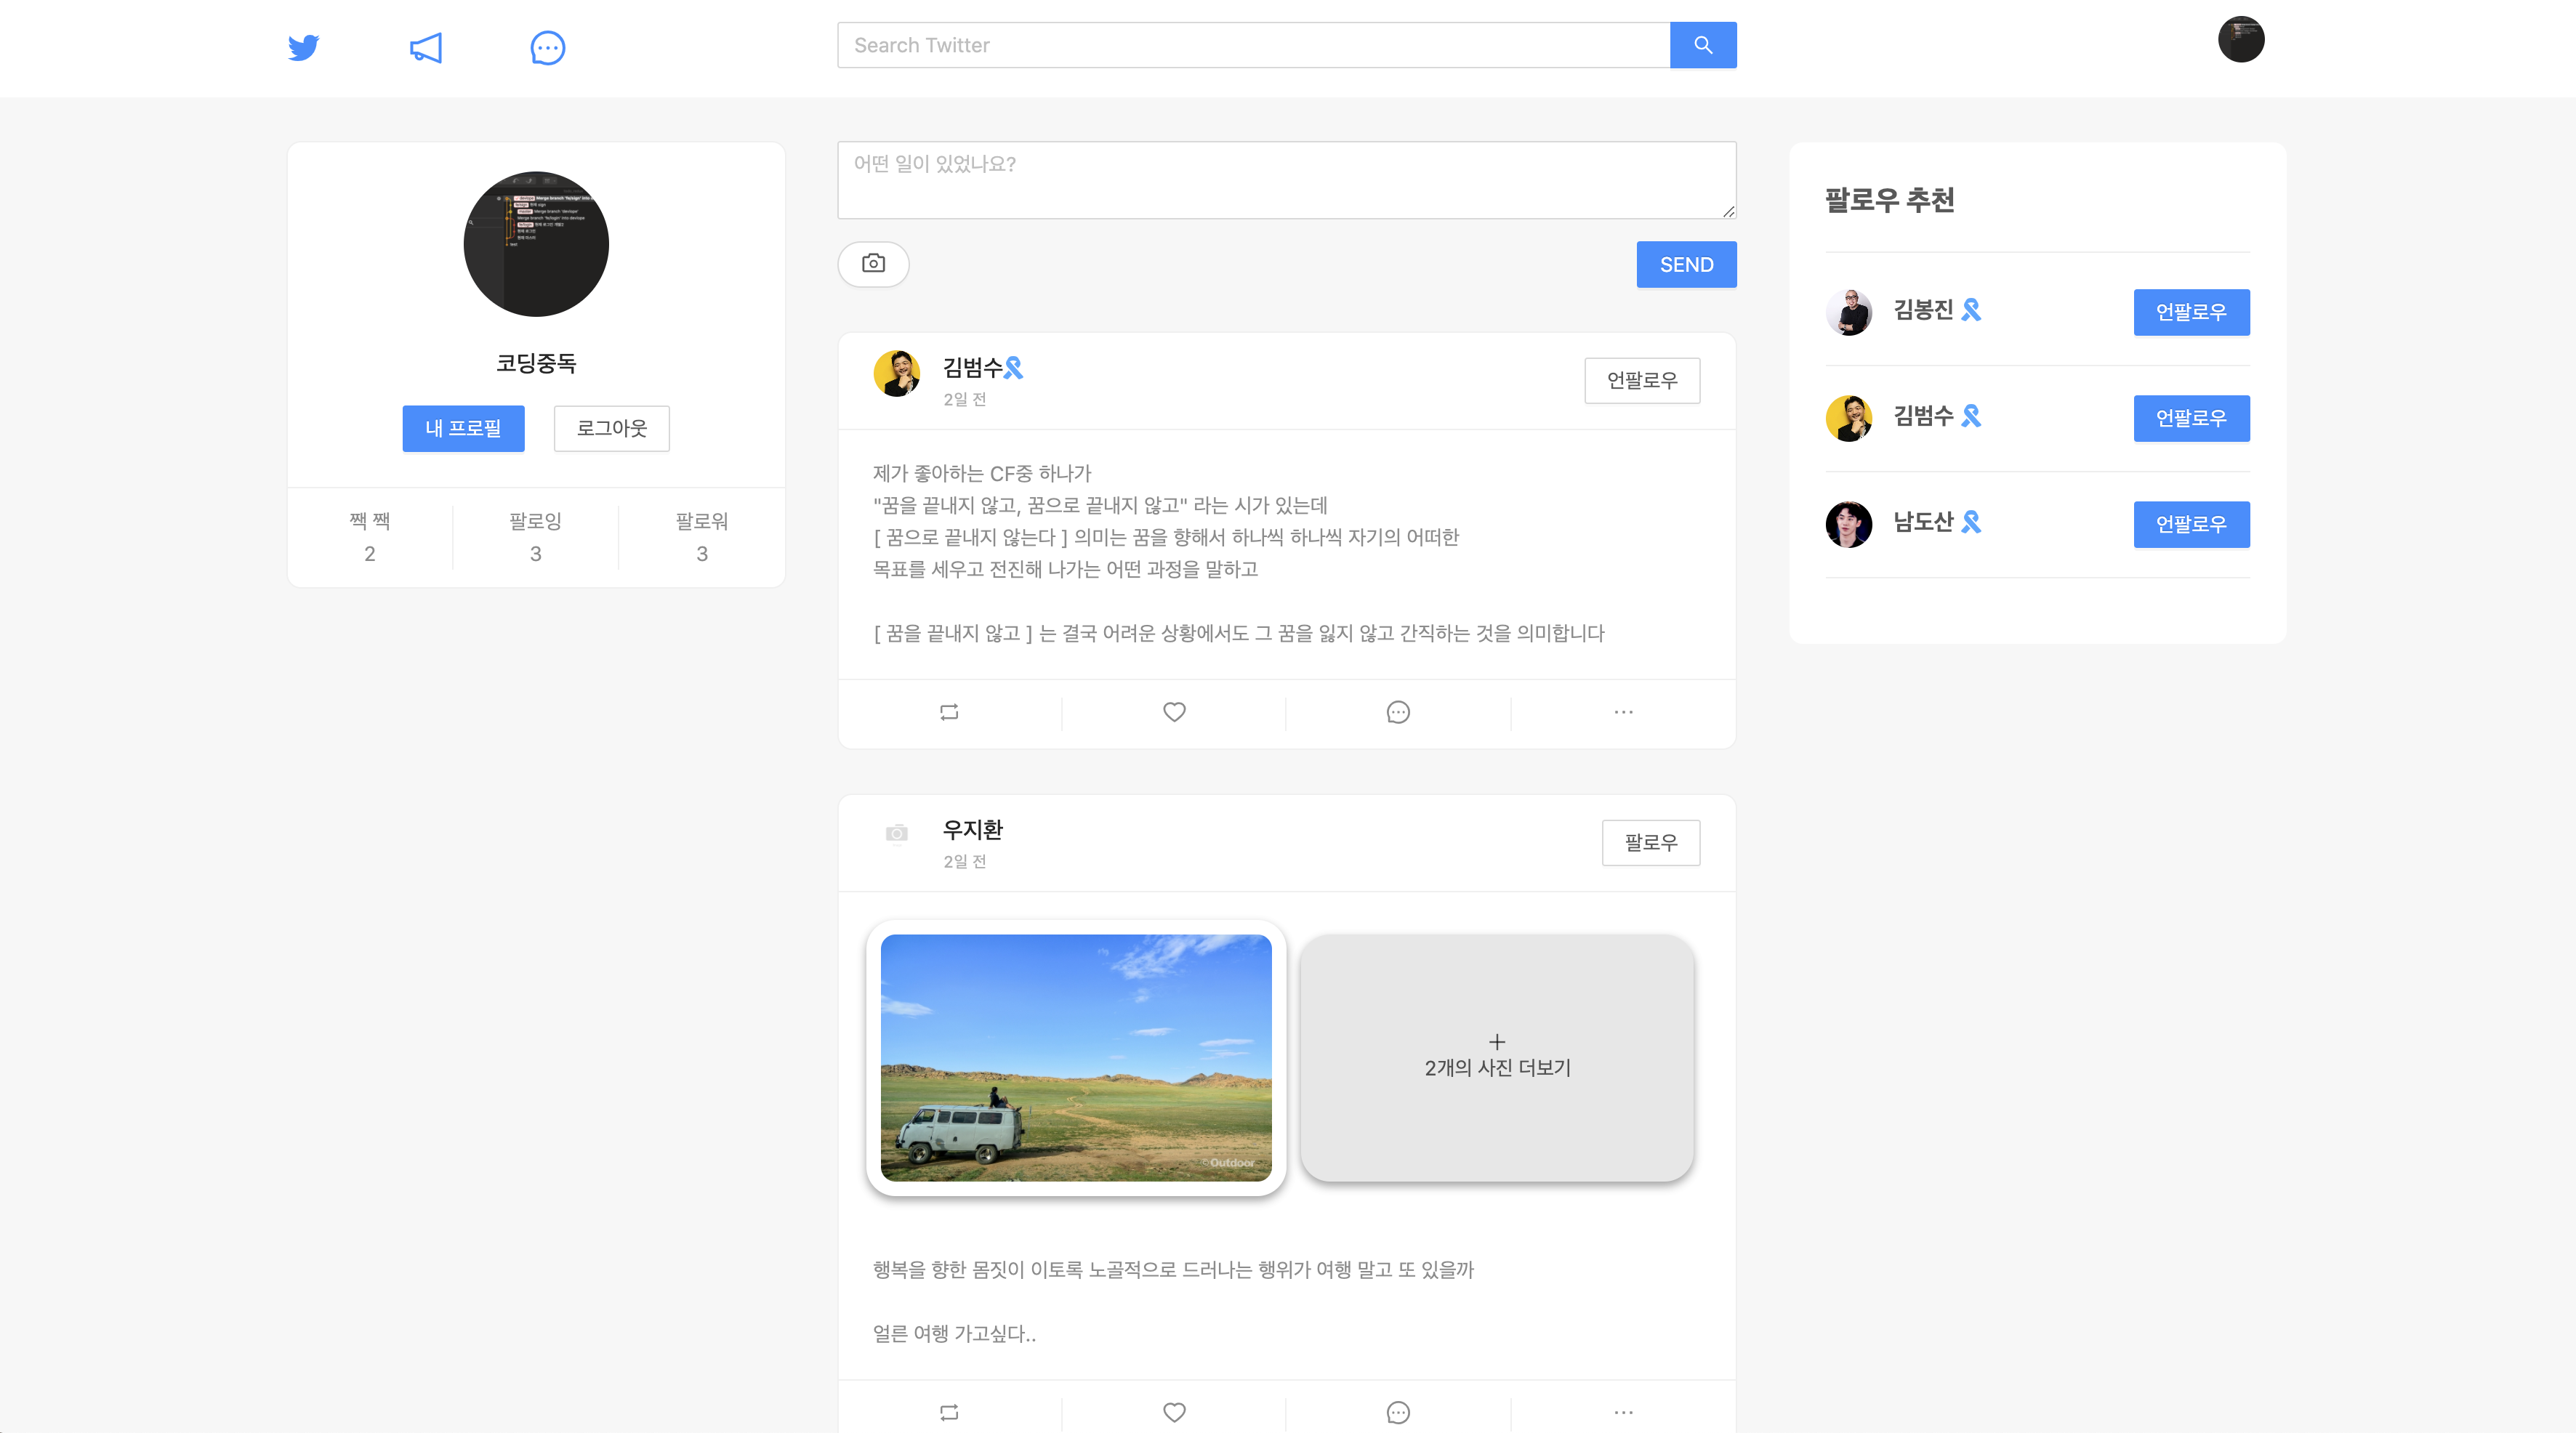 Search Twitter
코딩중독
내 프로필
로그아웃
짹 짹
2
팔로잉
3
팔로워
3
어떤 일이 있었나요?
SEND
김범수
2일 전
언팔로우
제가 좋아하는 CF중 하나가
"꿈을 끝내지 않고, 꿈으로 끝내지 않고" 라는 시가 있는데
[ 꿈으로 끝내지 않는다 ] 의미는 꿈을 향해서 하나씩 하나씩 자기의 어떠한
목표를 세우고 전진해 나가는 어떤 과정을 말하고
[ 꿈을 끝내지 않고 ] 는 결국 어려운 상황에서도 그 꿈을 잃지 않고 간직하는 것을 의미합니다
우지환
2일 전
팔로우
©Outdoor
2개의 사진 더보기
행복을 향한 몸짓이 이토록 노골적으로 드러나는 행위가 여행 말고 또 있을까
얼른 여행 가고싶다..
팔로우 추천
김봉진
언팔로우
김범수
언팔로우
남도산
언팔로우